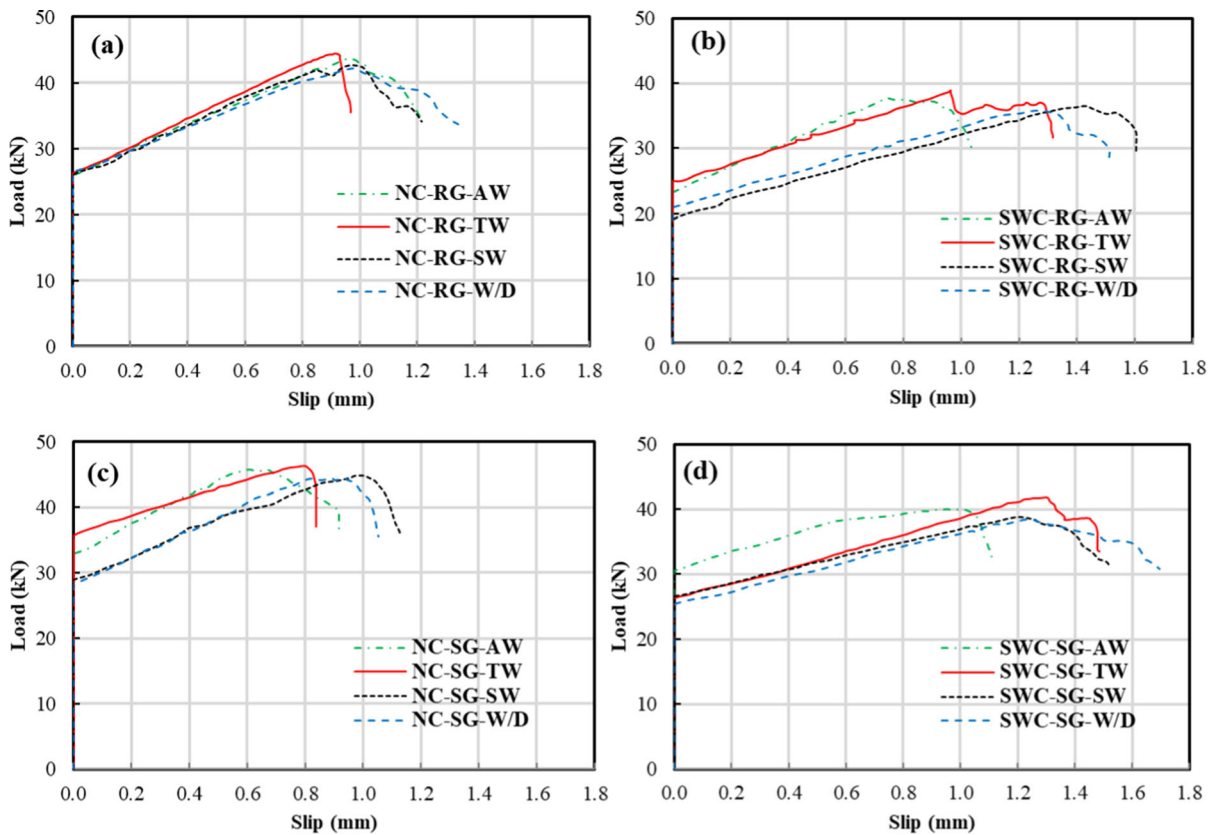 (a)
50
40
30
20
10
0
Load (kN)
NC-RG-AW
NC-RG-TW
NC-RG-SW
NC-RG-W/D
0.0 0.2 0.4 0.6 0.8 1.0 1.2 1.4 1.6 1.8
Slip (mm)
(b)
50
40
30
20
10
0
Load (kN)
SWC-RG-AW
SWC-RG-TW
SWC-RG-SW
SWC-RG-W/D
0.0 0.2 0.4 0.6 0.8 1.0 1.2 1.4 1.6 1.8
Slip (mm)
(c)
50
40
30
20
10
0
Load (kN)
NC-SG-AW
NC-SG-TW
NC-SG-SW
NC-SG-W/D
0.0 0.2 0.4 0.6 0.8 1.0 1.2 1.4 1.6 1.8
Slip (mm)
(d)
50
40
30
20
10
0
Load (kN)
SWC-SG-AW
SWC-SG-TW
SWC-SG-SW
SWC-SG-W/D
0.0 0.2 0.4 0.6 0.8 1.0 1.2 1.4 1.6 1.8
Slip (mm)